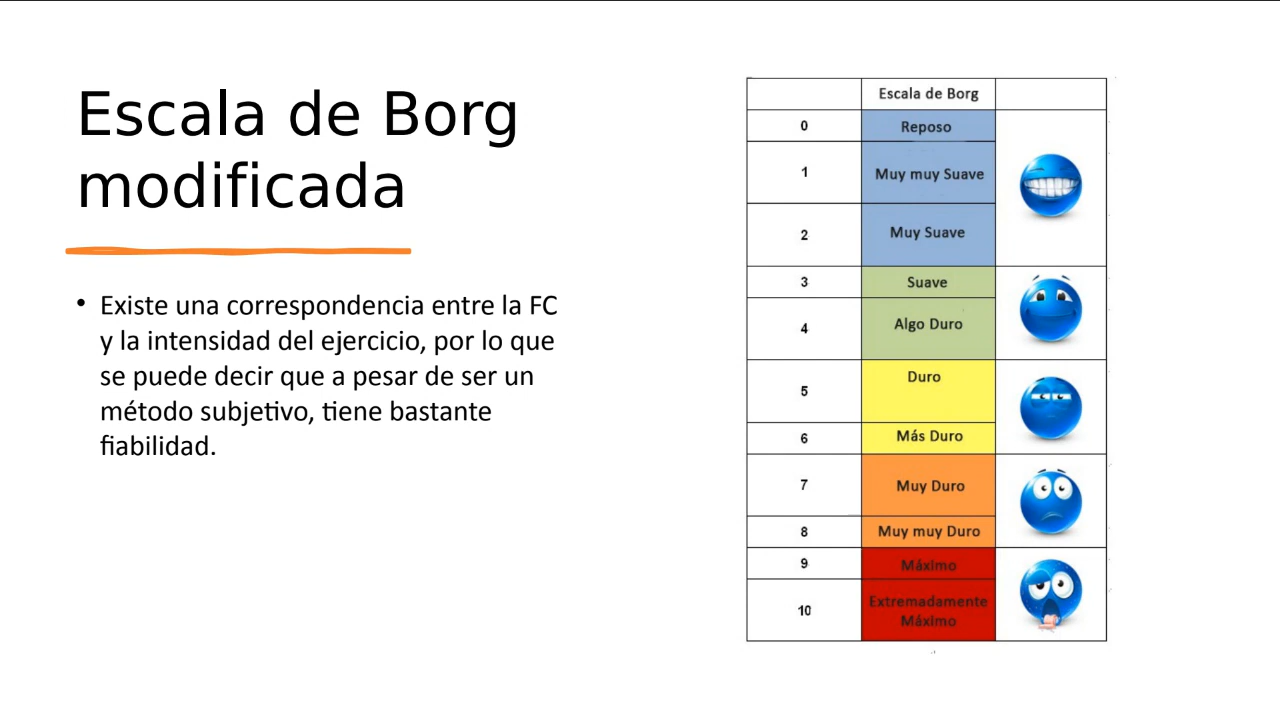 Escala de Borg
modificada
• Existe una correspondencia entre la FC
y la intensidad del ejercicio, por lo que
se puede decir que a pesar de ser un
método subjetivo, tiene bastante
fiabilidad.
Escala de Borg
0 Reposo
1 Muy muy Suave
2 Muy Suave
3 Suave
4 Algo Duro
5 Duro
6 Más Duro
7 Muy Duro
8 Muy muy Duro
9 Máximo
10 Extremadamente
Máximo